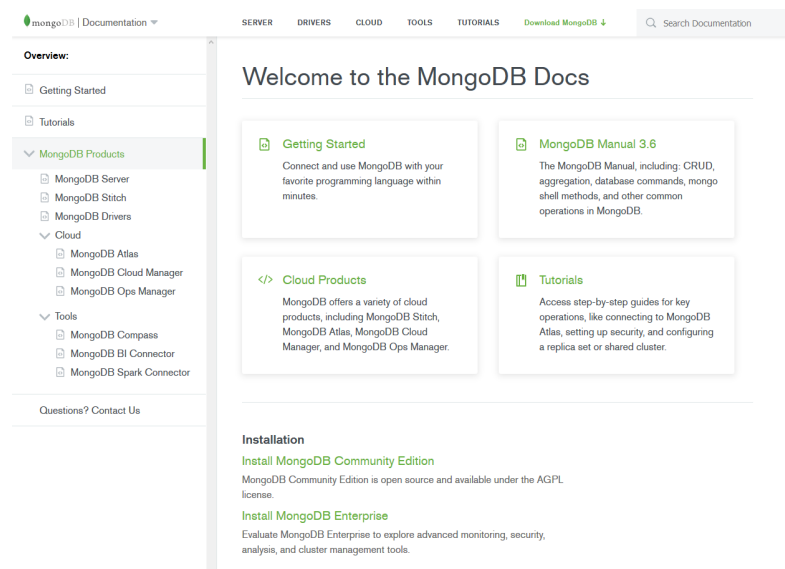 mongoDB | Documentation
SERVER DRIVERS CLOUD TOOLS TUTORIALS Download MongoDB Search Documentation
Overview:
Getting Started
Tutorials
MongoDB Products
MongoDB Server
MongoDB Stitch
MongoDB Drivers
Cloud
MongoDB Atlas
MongoDB Cloud Manager
MongoDB Ops Manager
Tools
MongoDB Compass
MongoDB BI Connector
MongoDB Spark Connector
Questions? Contact Us
Welcome to the MongoDB Docs
Getting Started
Connect and use MongoDB with your
favorite programming language within
minutes.
MongoDB Manual 3.6
The MongoDB Manual, including: CRUD,
aggregation, database commands, mongo
shell methods, and other common
operations in MongoDB.
Cloud Products
MongoDB offers a variety of cloud
products, including MongoDB Stitch,
MongoDB Atlas, MongoDB Cloud
Manager, and MongoDB Ops Manager.
Tutorials
Access step-by-step guides for key
operations, like connecting to MongoDB
Atlas, setting up security, and configuring
a replica set or shared cluster.
Installation
Install MongoDB Community Edition
MongoDB Community Edition is open source and available under the AGPL
license.
Install MongoDB Enterprise
Evaluate MongoDB Enterprise to explore advanced monitoring, security,
analysis, and cluster management tools.